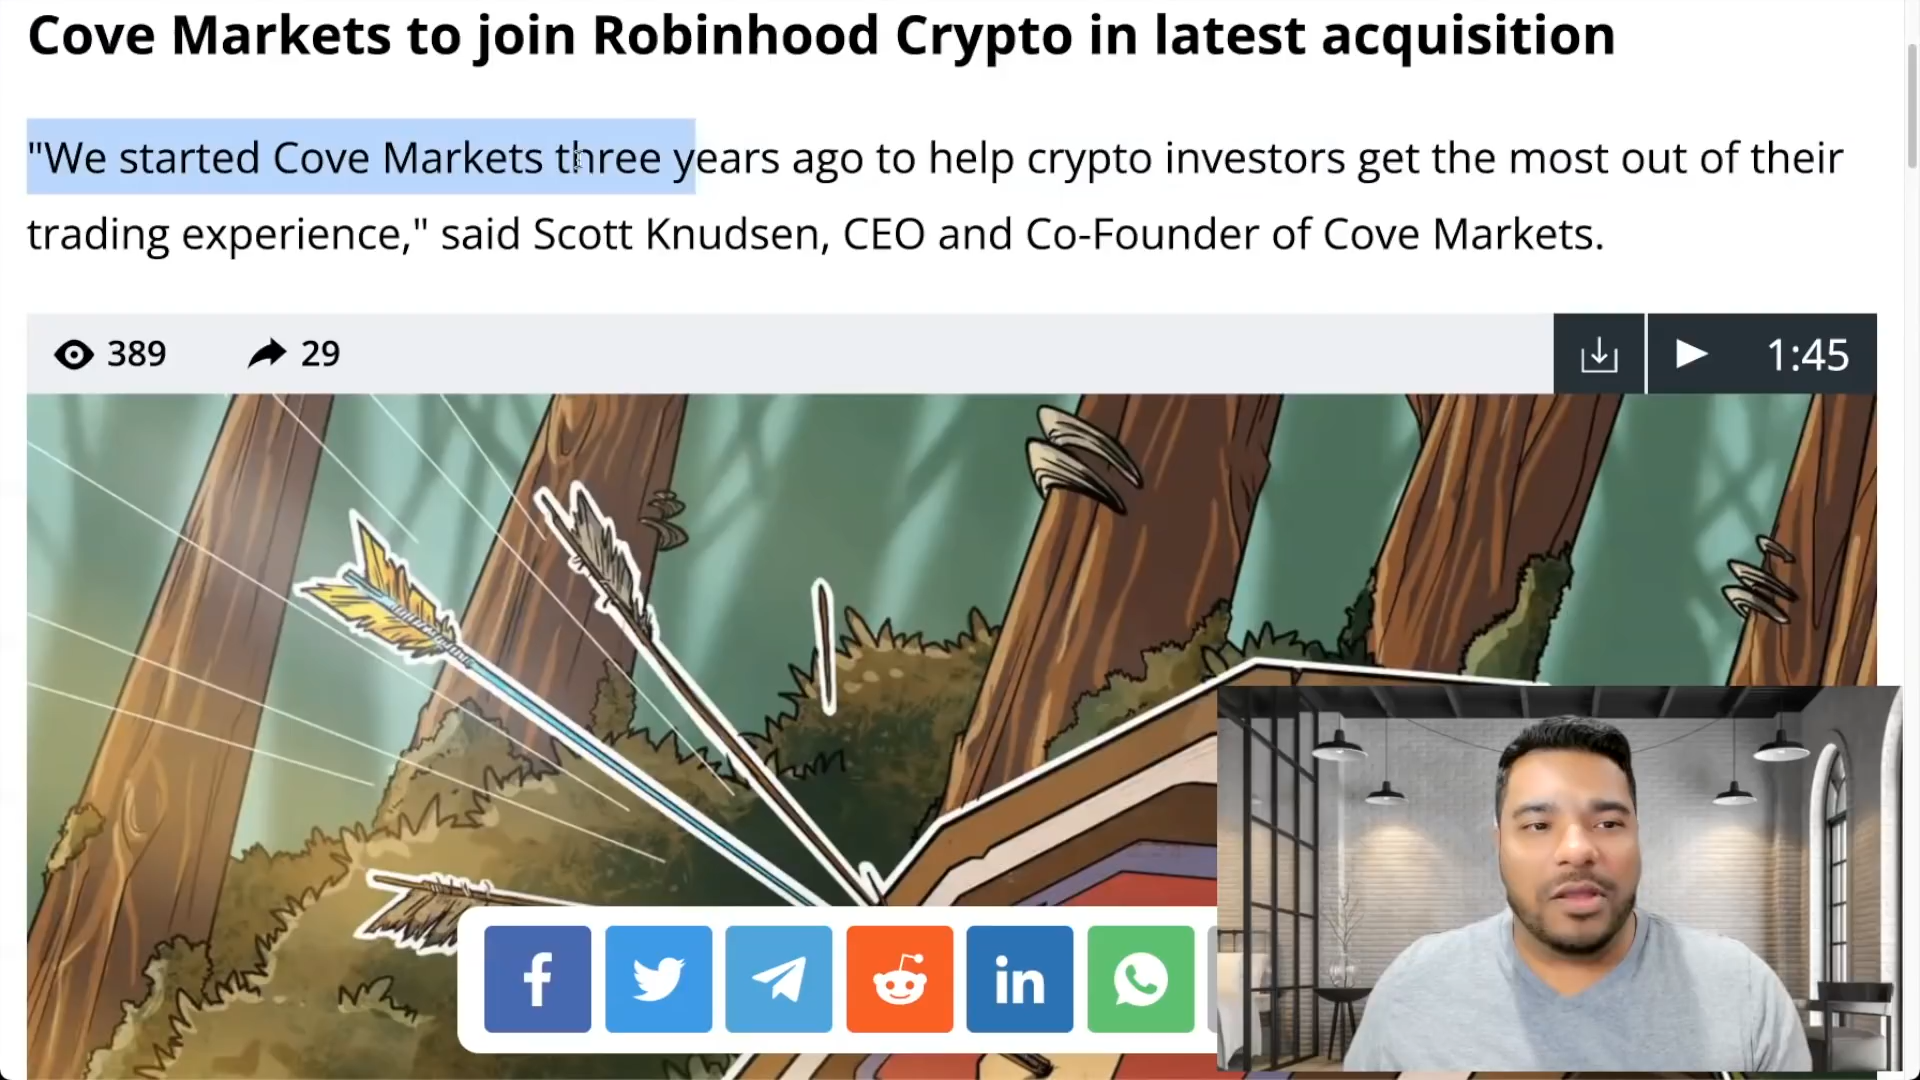 Cove Markets to join Robinhood Crypto in latest acquisition
"We started Cove Markets three years ago to help crypto investors get the most out of their
trading experience," said Scott Knudsen, CEO and Co-Founder of Cove Markets.
389 29 1:45